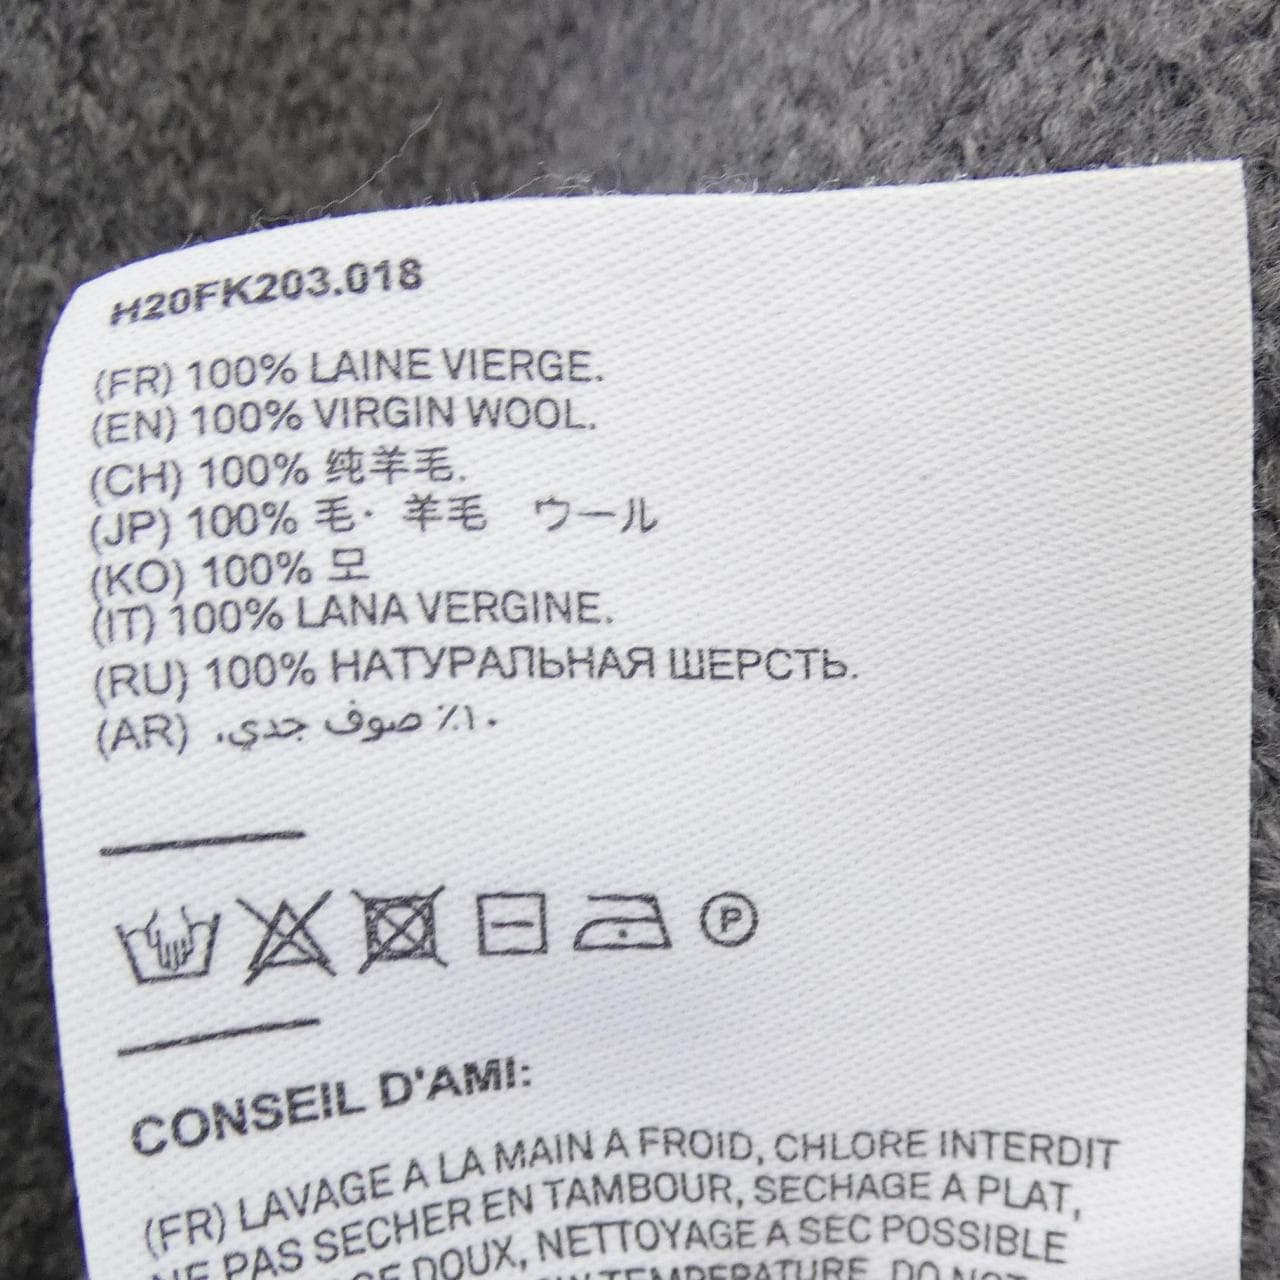 H20FK203.018
(FR) 100% LAINE VIERGE.
(EN) 100% VIRGIN WOOL.
(CH) 100% 纯羊毛.
(JP) 100% 毛· 羊毛 ウール
(KO) 100% 모
(IT) 100% LANA VERGINE.
(RU) 100% НАТУРАЛЬНАЯ ШЕРСТЬ.
(AR) ١٠٪ صوف جدي.
P
CONSEIL D'AMI:
(FR) LAVAGE A LA MAIN A FROID, CHLORE INTERDIT
NE PAS SECHER EN TAMBOUR, SECHAGE A PLAT,
DOUX, NETTOYAGE A SEC POSSIBLE
TEMPERATURE, DO NOT